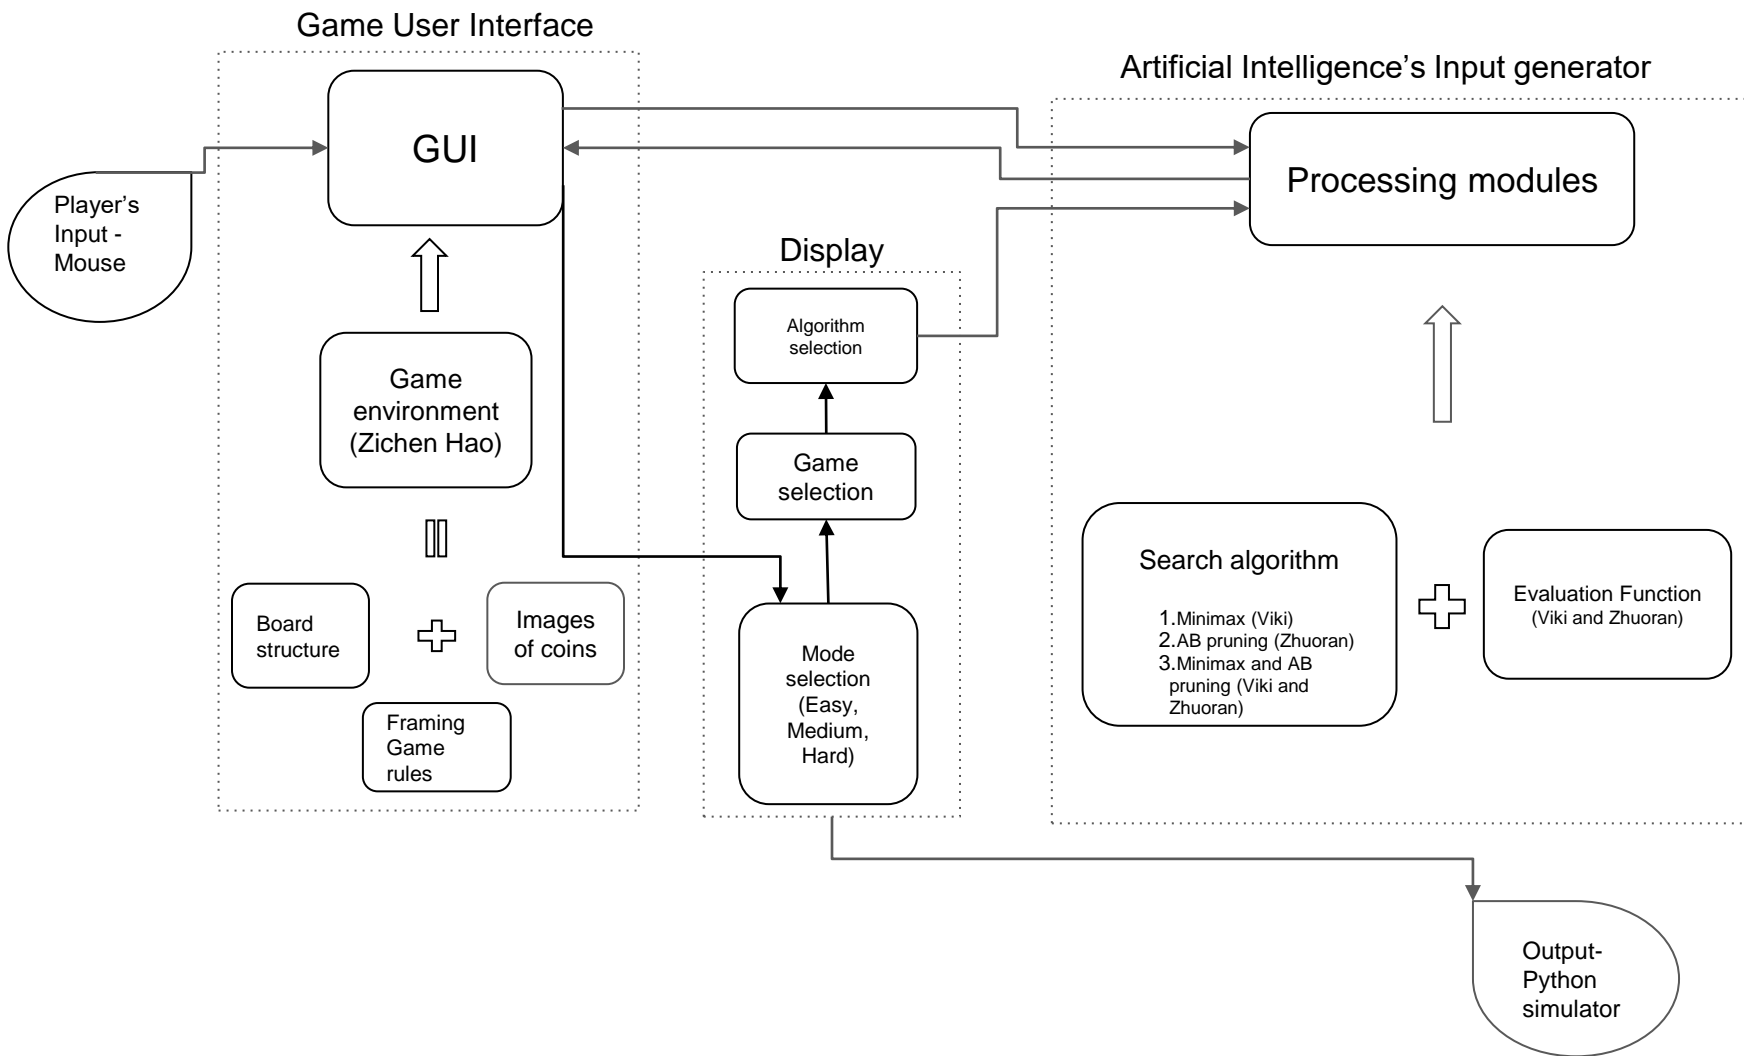 Game User Interface
Artificial Intelligence's Input generator
GUI
Processing modules
Player's
Input -
Mouse
Display
Algorithm
selection
Game
environment
(Zichen Hao)
Game
selection
Board
structure
Images
of coins
Framing
Game
rules
Mode
selection
(Easy,
Medium,
Hard)
Search algorithm
1.Minimax (Viki)
2.AB pruning (Zhuoran)
3.Minimax and AB
pruning (Viki and
Zhuoran)
Evaluation Function
(Viki and Zhuoran)
Output-
Python
simulator